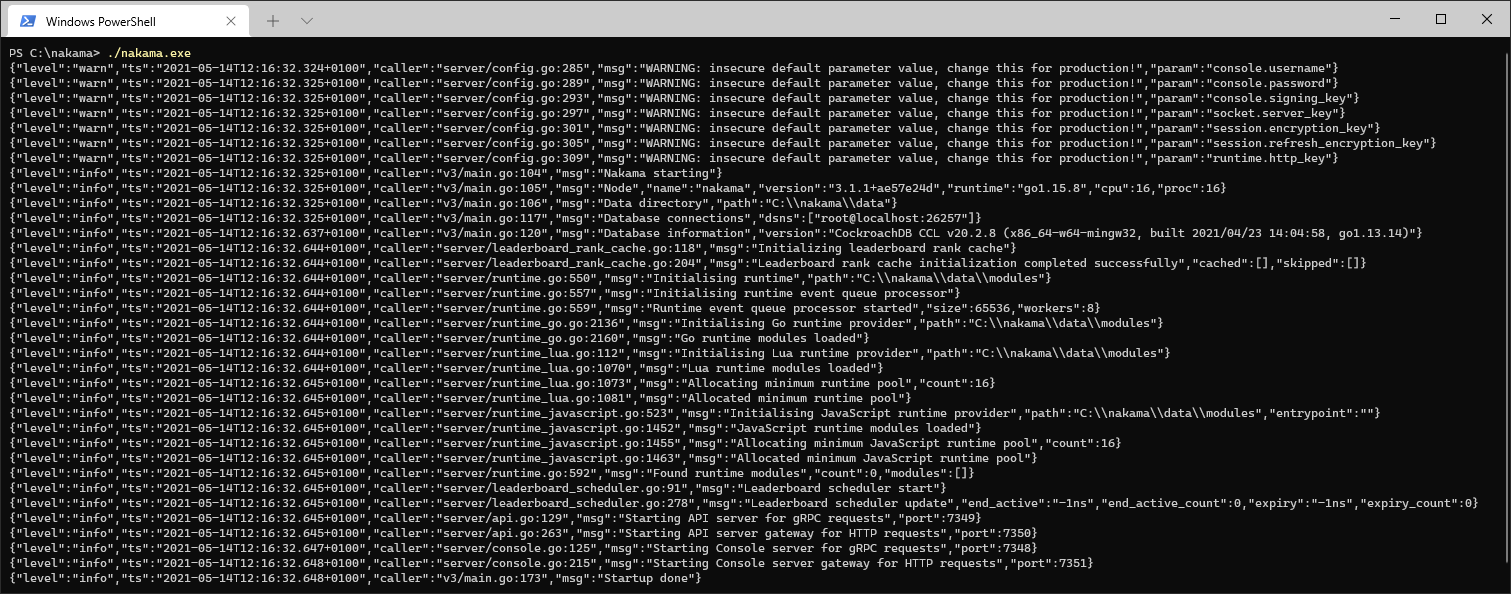 Windows PowerShell
PS C:\nakama> ./nakama.exe
{"level":"warn","ts":"2021-05-14T12:16:32.324+0100","caller":"server/config.go:285","msg":"WARNING: insecure default parameter value, change this for production!","param":"console.username"}
{"level":"warn","ts":"2021-05-14T12:16:32.325+0100","caller":"server/config.go:289","msg":"WARNING: insecure default parameter value, change this for production!","param":"console.password"}
{"level":"warn","ts":"2021-05-14T12:16:32.325+0100","caller":"server/config.go:293","msg":"WARNING: insecure default parameter value, change this for production!","param":"console.signing_key"}
{"level":"warn","ts":"2021-05-14T12:16:32.325+0100","caller":"server/config.go:297","msg":"WARNING: insecure default parameter value, change this for production!","param":"socket.server_key"}
{"level":"warn","ts":"2021-05-14T12:16:32.325+0100","caller":"server/config.go:301","msg":"WARNING: insecure default parameter value, change this for production!","param":"session.encryption_key"}
{"level":"warn","ts":"2021-05-14T12:16:32.325+0100","caller":"server/config.go:305","msg":"WARNING: insecure default parameter value, change this for production!","param":"session.refresh_encryption_key"}
{"level":"warn","ts":"2021-05-14T12:16:32.325+0100","caller":"server/config.go:309","msg":"WARNING: insecure default parameter value, change this for production!","param":"runtime.http_key"}
{"level":"info","ts":"2021-05-14T12:16:32.325+0100","caller":"v3/main.go:104","msg":"Nakama starting"}
{"level":"info","ts":"2021-05-14T12:16:32.325+0100","caller":"v3/main.go:105","msg":"Node","name":"nakama","version":"3.1.1+ae57e24d","runtime":"go1.15.8","cpu":16,"proc":16}
{"level":"info","ts":"2021-05-14T12:16:32.325+0100","caller":"v3/main.go:106","msg":"Data directory","path":"C:\\nakama\\data"}
{"level":"info","ts":"2021-05-14T12:16:32.325+0100","caller":"v3/main.go:117","msg":"Database connections","dsns":["root@localhost:26257"]}
{"level":"info","ts":"2021-05-14T12:16:32.637+0100","caller":"v3/main.go:120","msg":"Database information","version":"CockroachDB CCL v20.2.8 (x86_64-w64-mingw32, built 2021/04/23 14:04:58, go1.13.14)"}
{"level":"info","ts":"2021-05-14T12:16:32.644+0100","caller":"server/leaderboard_rank_cache.go:118","msg":"Initializing leaderboard rank cache"}
{"level":"info","ts":"2021-05-14T12:16:32.644+0100","caller":"server/leaderboard_rank_cache.go:204","msg":"Leaderboard rank cache initialization completed successfully","cached":[],"skipped":[]}
{"level":"info","ts":"2021-05-14T12:16:32.644+0100","caller":"server/runtime.go:550","msg":"Initialising runtime","path":"C:\\nakama\\data\\modules"}
{"level":"info","ts":"2021-05-14T12:16:32.644+0100","caller":"server/runtime.go:557","msg":"Initialising runtime event queue processor"}
{"level":"info","ts":"2021-05-14T12:16:32.644+0100","caller":"server/runtime.go:559","msg":"Runtime event queue processor started","size":65536,"workers":8}
{"level":"info","ts":"2021-05-14T12:16:32.644+0100","caller":"server/runtime_go.go:2136","msg":"Initialising Go runtime provider","path":"C:\\nakama\\data\\modules"}
{"level":"info","ts":"2021-05-14T12:16:32.644+0100","caller":"server/runtime_go.go:2160","msg":"Go runtime modules loaded"}
{"level":"info","ts":"2021-05-14T12:16:32.644+0100","caller":"server/runtime_lua.go:112","msg":"Initialising Lua runtime provider","path":"C:\\nakama\\data\\modules"}
{"level":"info","ts":"2021-05-14T12:16:32.644+0100","caller":"server/runtime_lua.go:1070","msg":"Lua runtime modules loaded"}
{"level":"info","ts":"2021-05-14T12:16:32.645+0100","caller":"server/runtime_lua.go:1073","msg":"Allocating minimum runtime pool","count":16}
{"level":"info","ts":"2021-05-14T12:16:32.645+0100","caller":"server/runtime_lua.go:1081","msg":"Allocated minimum runtime pool"}
{"level":"info","ts":"2021-05-14T12:16:32.645+0100","caller":"server/runtime_javascript.go:523","msg":"Initialising JavaScript runtime provider","path":"C:\\nakama\\data\\modules","entrypoint":""}
{"level":"info","ts":"2021-05-14T12:16:32.645+0100","caller":"server/runtime_javascript.go:1452","msg":"JavaScript runtime modules loaded"}
{"level":"info","ts":"2021-05-14T12:16:32.645+0100","caller":"server/runtime_javascript.go:1455","msg":"Allocating minimum JavaScript runtime pool","count":16}
{"level":"info","ts":"2021-05-14T12:16:32.645+0100","caller":"server/runtime_javascript.go:1463","msg":"Allocated minimum JavaScript runtime pool"}
{"level":"info","ts":"2021-05-14T12:16:32.645+0100","caller":"server/runtime.go:592","msg":"Found runtime modules","count":0,"modules":[]}
{"level":"info","ts":"2021-05-14T12:16:32.645+0100","caller":"server/leaderboard_scheduler.go:91","msg":"Leaderboard scheduler start"}
{"level":"info","ts":"2021-05-14T12:16:32.645+0100","caller":"server/leaderboard_scheduler.go:278","msg":"Leaderboard scheduler update","end_active":"-1ns","end_active_count":0,"expiry":"-1ns","expiry_count":0}
{"level":"info","ts":"2021-05-14T12:16:32.645+0100","caller":"server/api.go:129","msg":"Starting API server for gRPC requests","port":7349}
{"level":"info","ts":"2021-05-14T12:16:32.645+0100","caller":"server/api.go:263","msg":"Starting API server gateway for HTTP requests","port":7350}
{"level":"info","ts":"2021-05-14T12:16:32.647+0100","caller":"server/console.go:125","msg":"Starting Console server for gRPC requests","port":7348}
{"level":"info","ts":"2021-05-14T12:16:32.648+0100","caller":"server/console.go:215","msg":"Starting Console server gateway for HTTP requests","port":7351}
{"level":"info","ts":"2021-05-14T12:16:32.648+0100","caller":"v3/main.go:173","msg":"Startup done"}